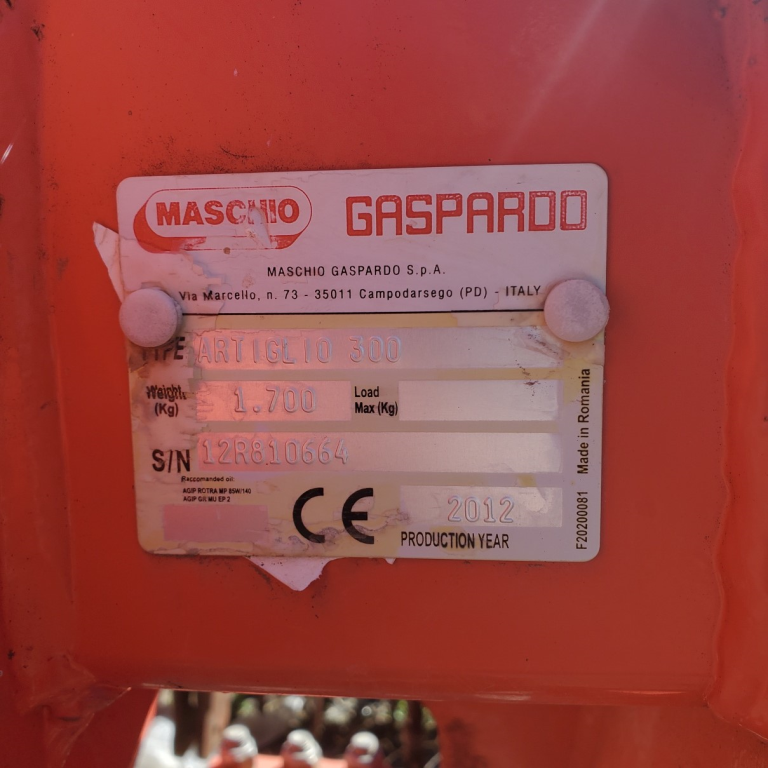 MASCHIO GASPARDO
MASCHIO GASPARDO S.p.A.
Via Marcello, n. 73 - 35011 Campodarsego (PD) - ITALY
TYPE ARTIGLIO 300
Weight (Kg) 1.700 Load Max (Kg)
S/N 12R810664
Raccomanded oil:
AGIP ROTRA MP 85W/140
AGIP GR MU EP 2
CE 2012
PRODUCTION YEAR
F20200081 Made in Romania